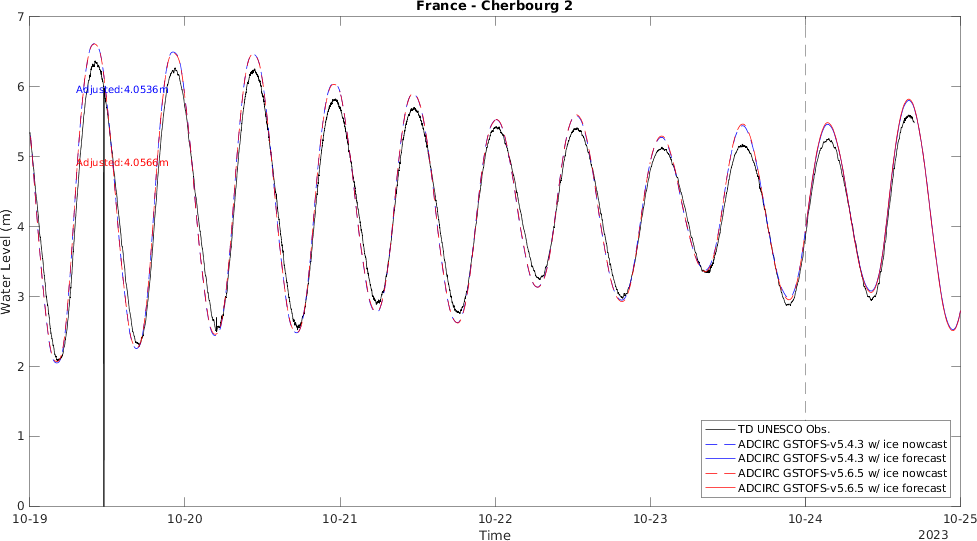 France - Cherbourg 2
7
6
5
4
3
2
1
0
Water Level (m)
Adjusted:4.0536m
Adjusted:4.0566m
TD UNESCO Obs.
ADCIRC GSTOFS-v5.4.3 w/ ice nowcast
ADCIRC GSTOFS-v5.4.3 w/ ice forecast
ADCIRC GSTOFS-v5.6.5 w/ ice nowcast
ADCIRC GSTOFS-v5.6.5 w/ ice forecast
10-19 10-20 10-21 10-22 10-23 10-24 10-25
Time
2023